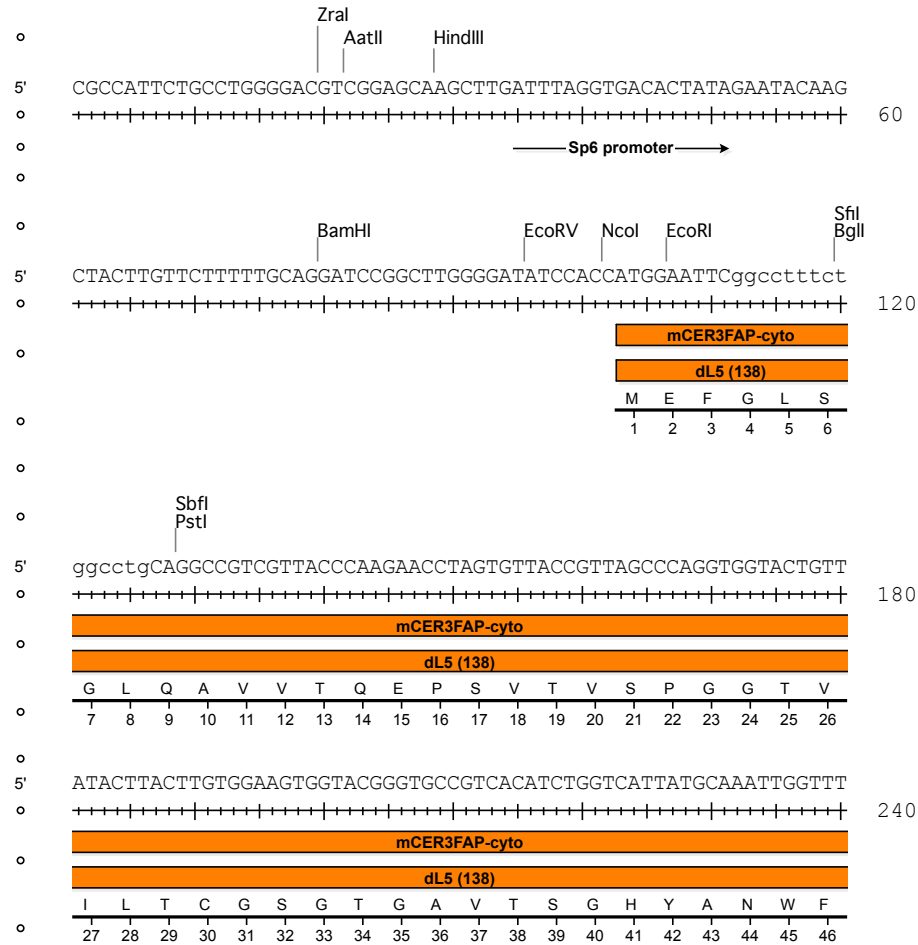 ZraI
AatII HindIII
5' CGCCATTCTGCCTGGGGACGTCGGAGCAAGCTTGATTTAGGTGACACTATAGAATACAAG
60
Sp6 promoter
SfiI
BamHI EcoRV NcoI EcoRI BglI
5' CTACTTGTTCTTTTTGCAGGATCCGGCTTGGGGATATCCACCATGGAATTCggcctttct
120
mCER3FAP-cyto
dL5 (138)
M E F G L S
1 2 3 4 5 6
SbfI
PstI
5' ggcctgCAGGCCGTCGTTACCCAAGAACCTAGTGTTACCGTTAGCCCAGGTGGTACTGTT
180
mCER3FAP-cyto
dL5 (138)
G L Q A V V T Q E P S V T V S P G G T V
7 8 9 10 11 12 13 14 15 16 17 18 19 20 21 22 23 24 25 26
5' ATACTTACTTGTGGAAGTGGTACGGGTGCCGTCACATCTGGTCATTATGCAAATTGGTTT
240
mCER3FAP-cyto
dL5 (138)
I L T C G S G T G A V T S G H Y A N W F
27 28 29 30 31 32 33 34 35 36 37 38 39 40 41 42 43 44 45 46